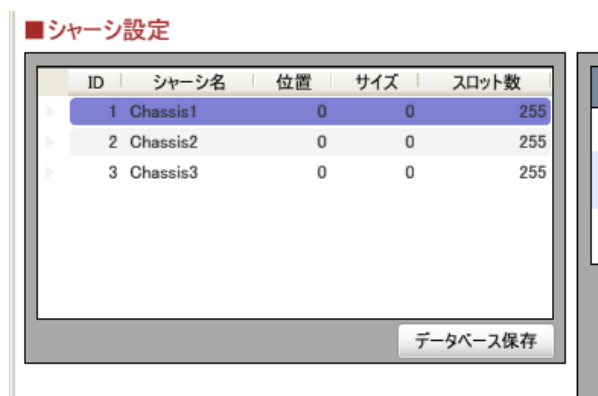 ■シャーシ設定
ID シャーシ名 位置 サイズ スロット数
1 Chassis1 0 0 255
2 Chassis2 0 0 255
3 Chassis3 0 0 255
データベース保存